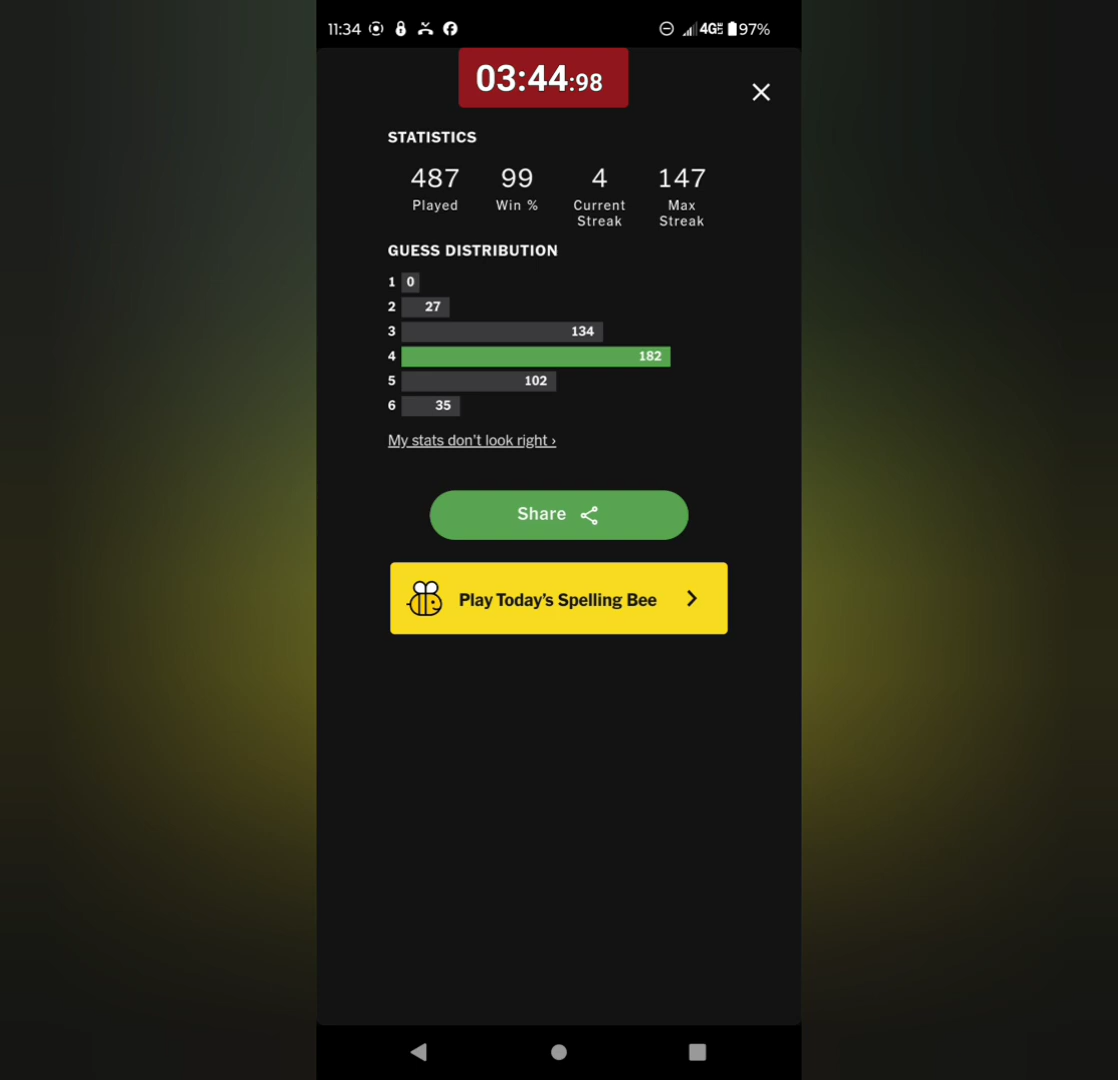 11:34 4GE 97%
03:44:98
STATISTICS
487 99 4 147
Played Win % Current Streak Max Streak
GUESS DISTRIBUTION
1 0
2 27
3 134
4 182
5 102
6 35
My stats don't look right ›
Share
Play Today's Spelling Bee